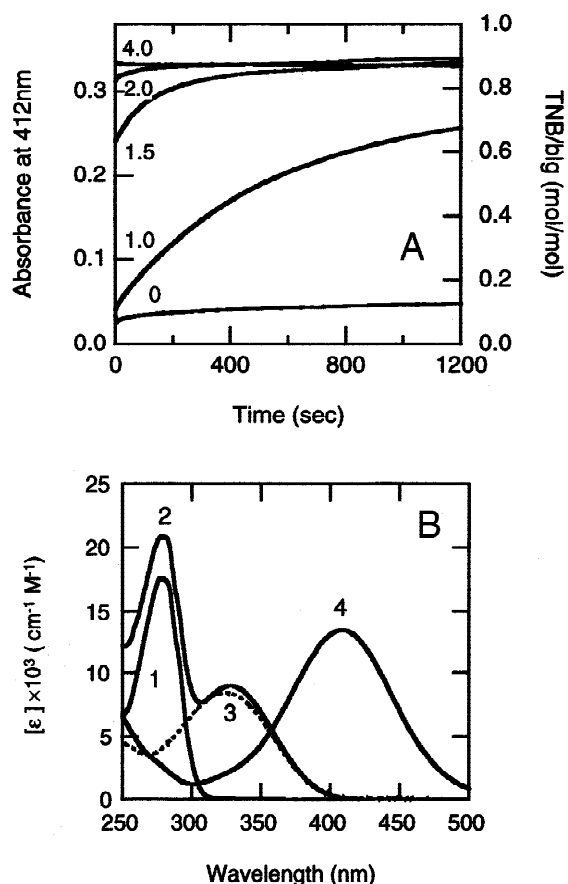 4.0
2.0
1.5
1.0
0
A
0.3
0.2
0.1
0.0
1.0
0.8
0.6
0.4
0.2
0.0
0 400 800 1200
Absorbance at 412nm
TNB/blg (mol/mol)
Time (sec)
B
2
1
3
4
25
20
15
10
5
0
250 300 350 400 450 500
[ε] ×10³ ( cm⁻¹ M⁻¹)
Wavelength (nm)